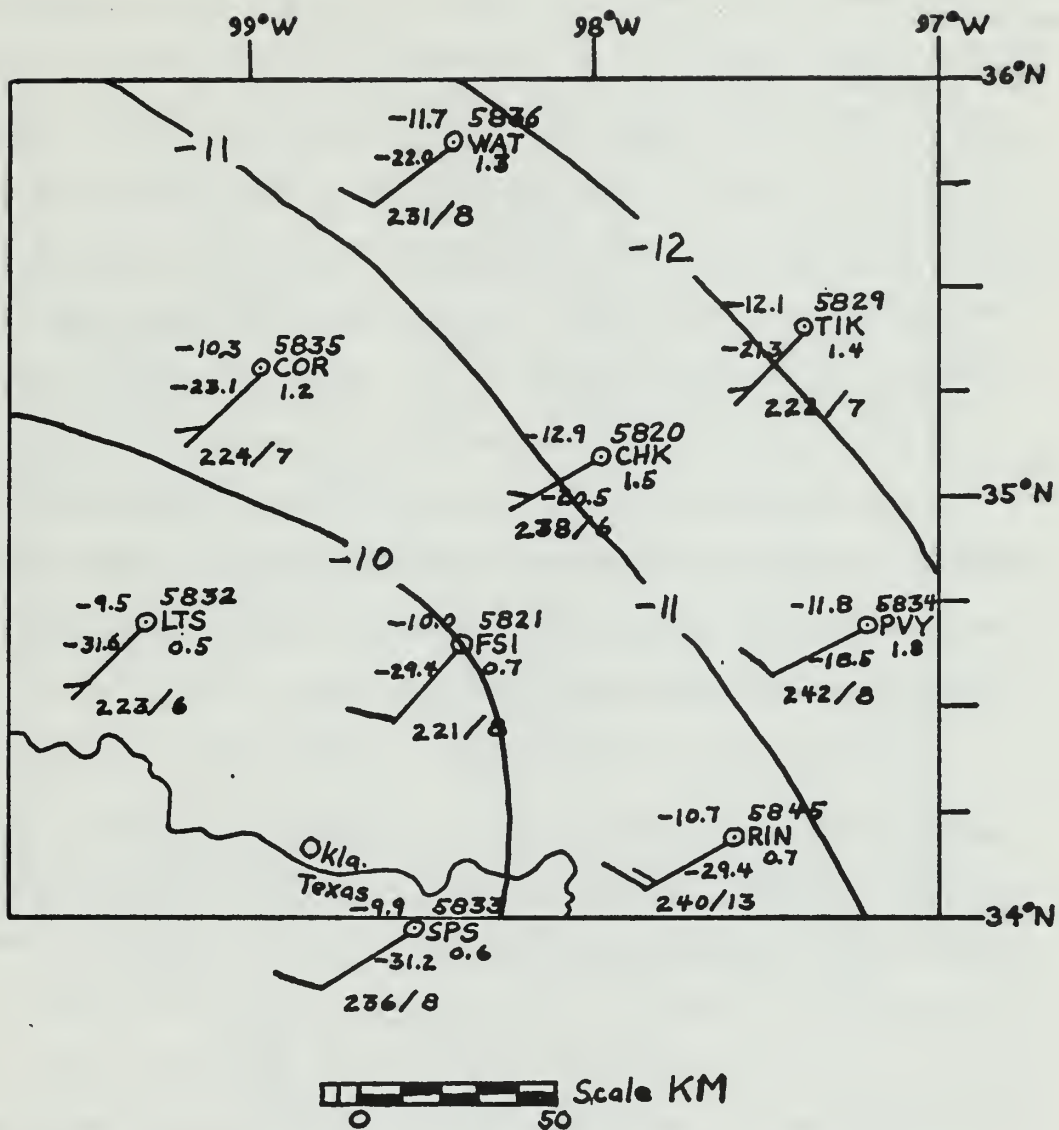 99°W
98°W
97°W
36°N
-11.7 5836
-22.0 WAT
1.3
231/8
-11
-12
-12.1 5829
-21.3 TIK
1.4
222/7
-10.3 5835
-23.1 COR
1.2
224/7
-12.9 5820
CHK
-20.5 1.5
238/6
35°N
-10
-9.5 5832
-31.6 LTS
0.5
223/6
-10.0 5821
-29.4 FSI
0.7
221/8
-11
-11.8 5834
-18.5 PVY
1.8
242/8
-10.7 5845
-29.4 RIN
0.7
240/13
Okla.
Texas
34°N
-9.9 5833
-31.2 SPS
0.6
236/8
Scale KM
0 50